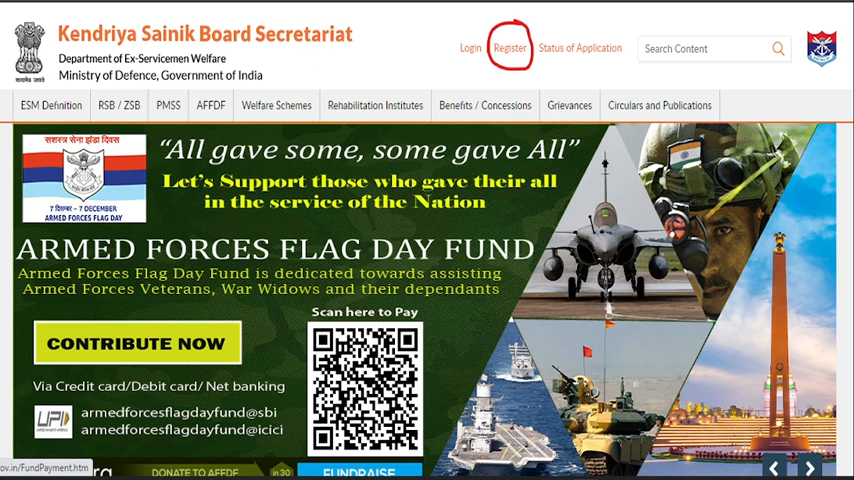 Kendriya Sainik Board Secretariat
Department of Ex-Servicemen Welfare
Ministry of Defence, Government of India
सत्यमेव जयते
Login Register Status of Application Search Content
ESM Definition RSB / ZSB PMSS AFFDF Welfare Schemes Rehabilitation Institutes Benefits / Concessions Grievances Circulars and Publications
सशस्त्र सेना झंडा दिवस
7 दिसम्बर - 7 DECEMBER
ARMED FORCES FLAG DAY
"All gave some, some gave All"
Let's Support those who gave their all
in the service of the Nation
ARMED FORCES FLAG DAY FUND
Armed Forces Flag Day Fund is dedicated towards assisting
Armed Forces Veterans, War Widows and their dependants
Scan here to Pay
CONTRIBUTE NOW
Via Credit card/Debit card/ Net banking
UPI
armedforcesflagdayfund@sbi
armedforcesflagdayfund@icici
ov.in/FundPayment.htm
DONATE TO AFFDF
in30
FUNDRAISE